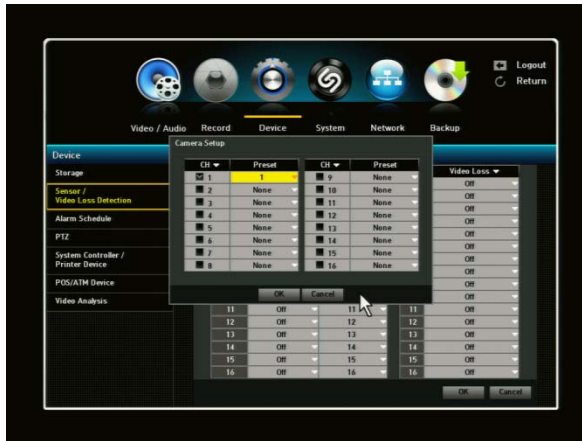 Logout
Return
Video / Audio Record Device System Network Backup
Camera Setup
Device
CH Preset CH Preset
Video Loss
Storage
1 1 9 None
Off
Sensor /
Video Loss Detection
2 None 10 None
Off
3 None 11 None
Off
Alarm Schedule
4 None 12 None
Off
5 None 13 None
Off
PTZ
6 None 14 None
Off
System Controller /
Printer Device
7 None 15 None
Off
8 None 16 None
Off
POS/ATM Device
Off
OK Cancel
Off
Video Analysis
11 Off 11 11 Off
12 Off 12 12 Off
13 Off 13 13 Off
14 Off 14 14 Off
15 Off 15 15 Off
16 Off 16 16 Off
OK Cancel